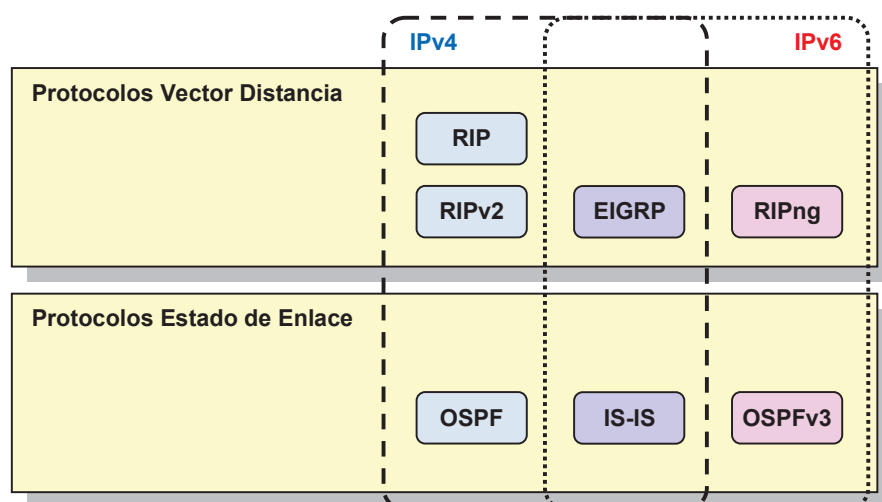 IPv4
IPv6
Protocolos Vector Distancia
RIP
RIPv2
EIGRP
RIPng
Protocolos Estado de Enlace
OSPF
IS-IS
OSPFv3